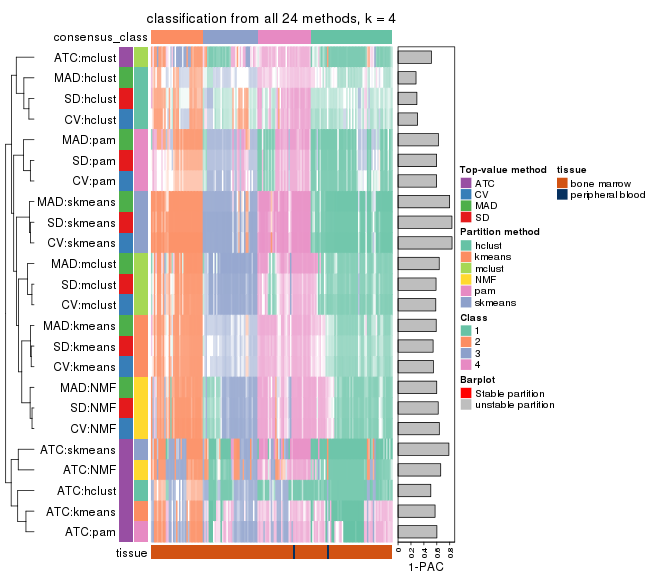 classification from all 24 methods, k = 4
consensus_class
ATC:mclust
MAD:hclust
SD:hclust
CV:hclust
MAD:pam
SD:pam
CV:pam
MAD:skmeans
SD:skmeans
CV:skmeans
MAD:mclust
SD:mclust
CV:mclust
MAD:kmeans
SD:kmeans
CV:kmeans
MAD:NMF
SD:NMF
CV:NMF
ATC:skmeans
ATC:NMF
ATC:hclust
ATC:kmeans
ATC:pam
tissue
0 0.2 0.4 0.6 0.8
1-PAC
Top-value method
ATC
CV
MAD
SD
Partition method
hclust
kmeans
mclust
NMF
pam
skmeans
Class
1
2
3
4
Barplot
Stable partition
unstable partition
tissue
bone marrow
peripheral blood